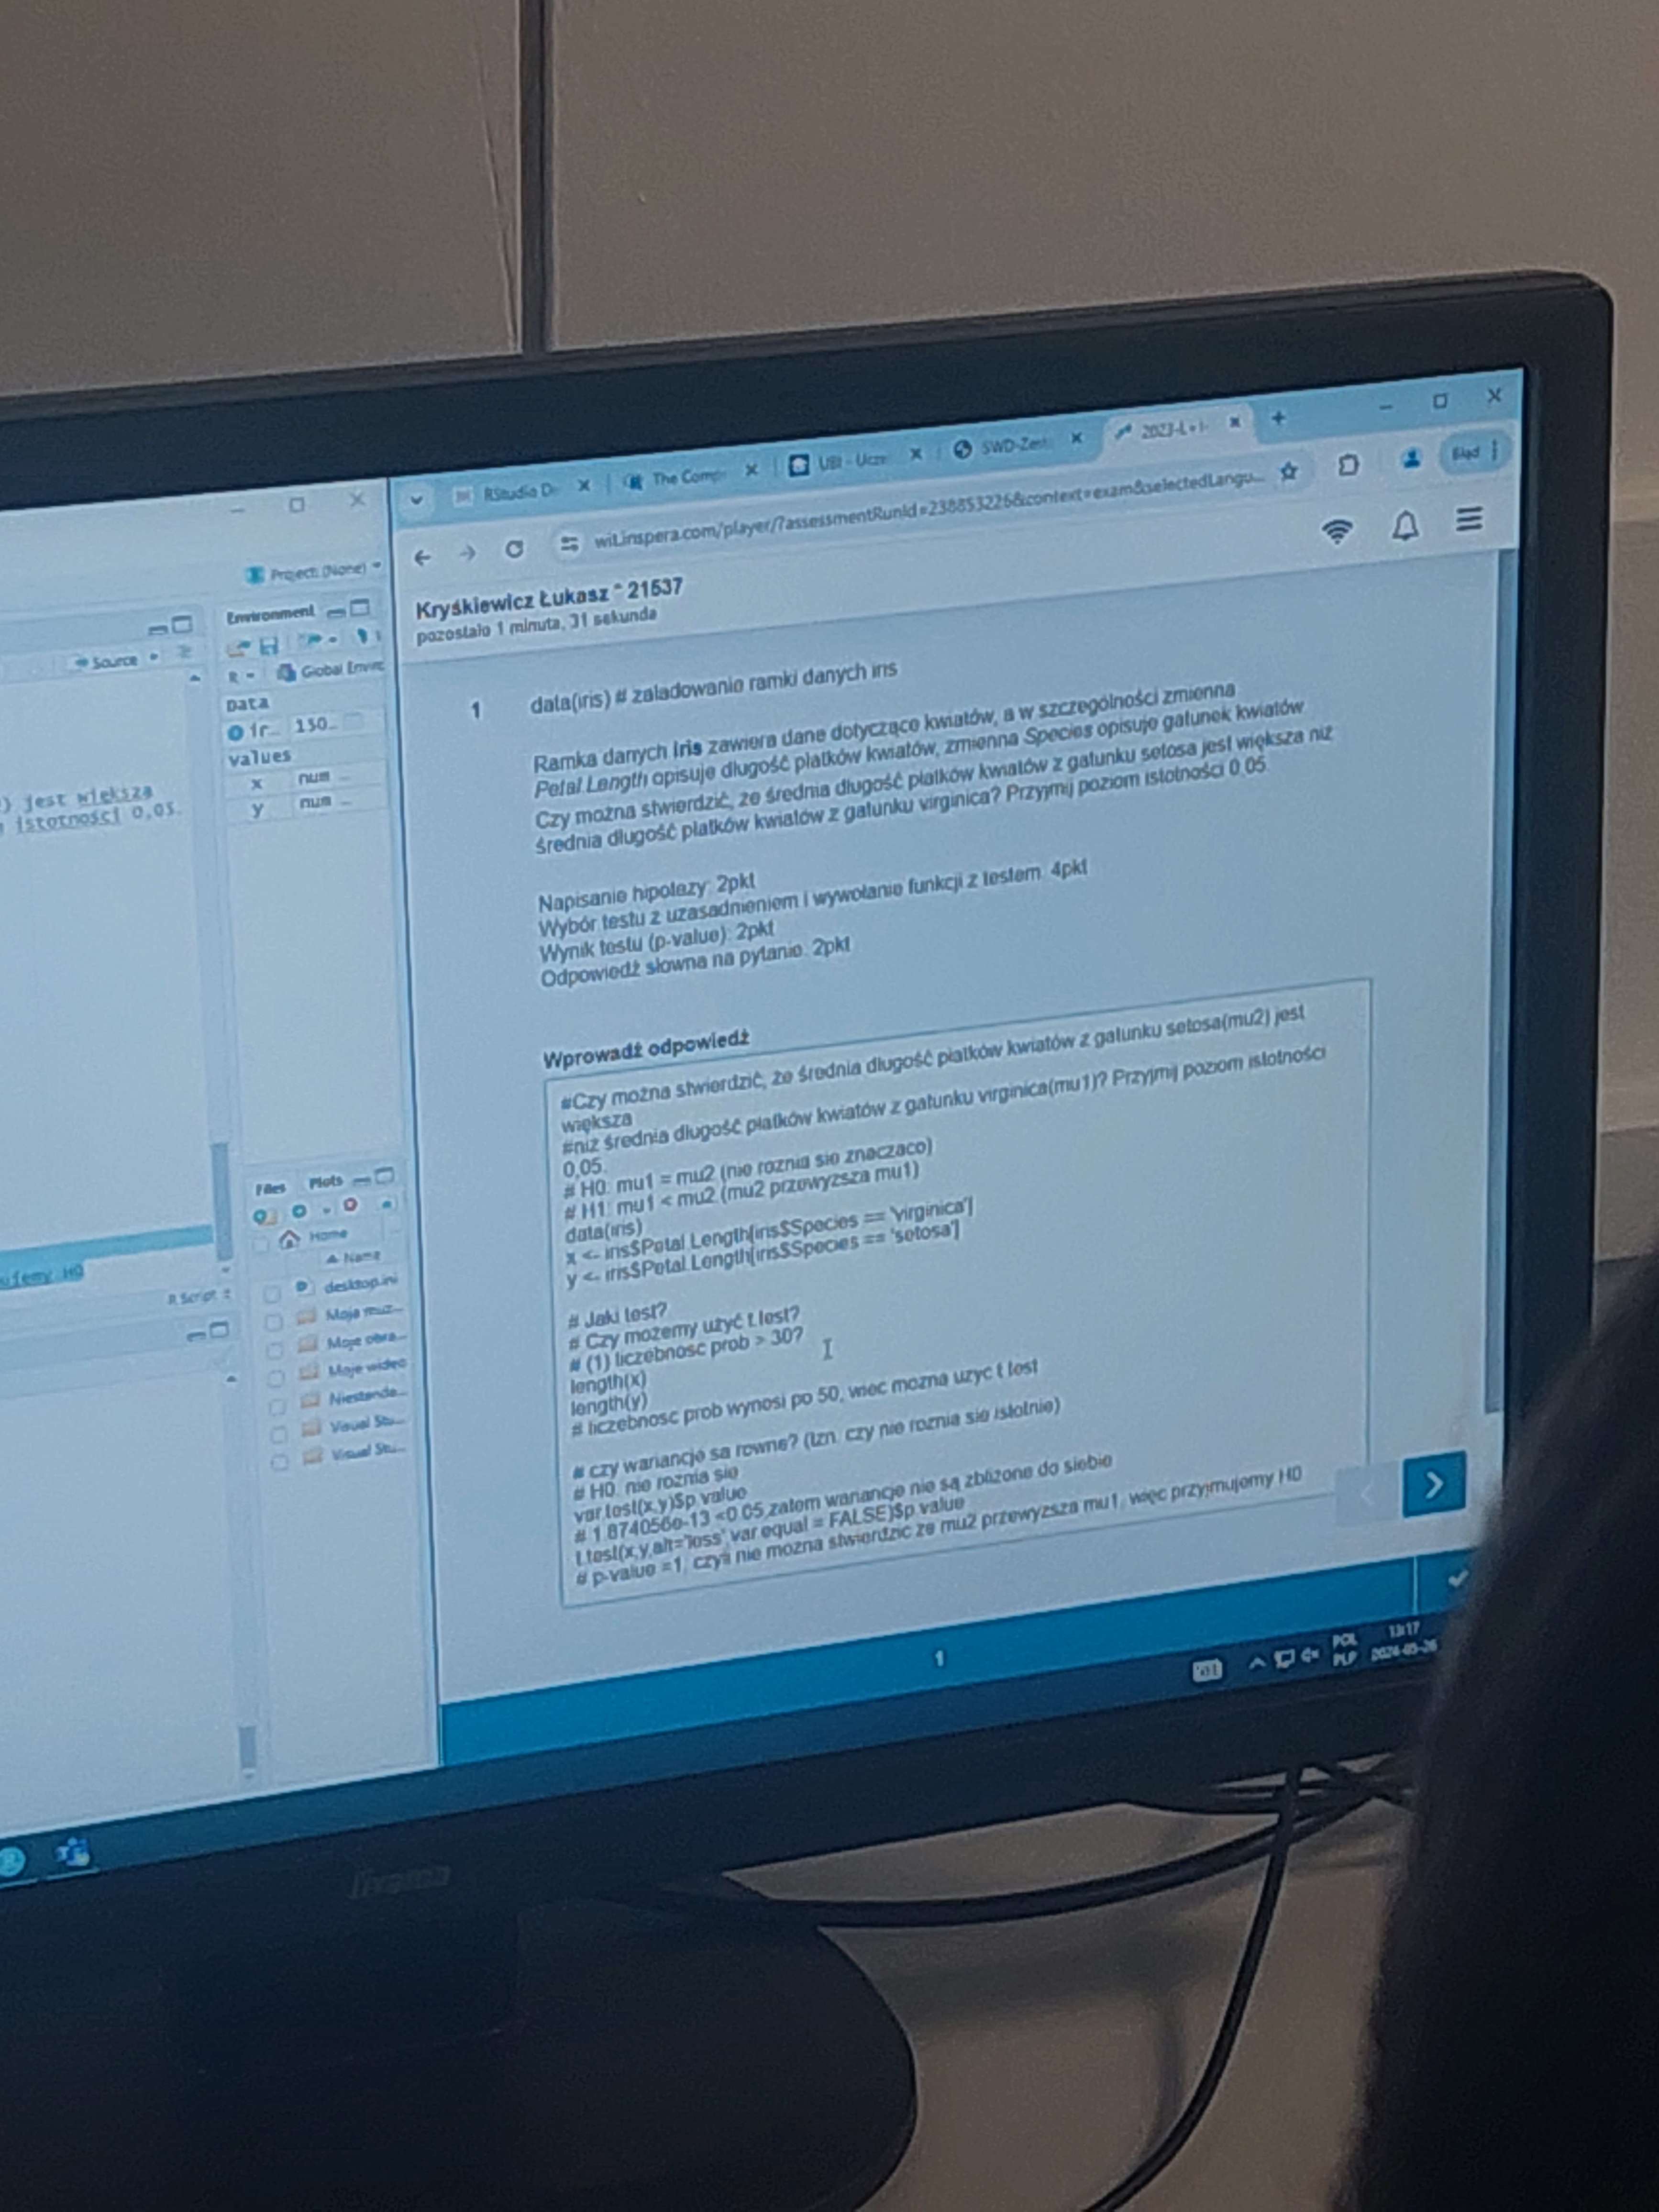 RStudio De
The Comp
UBI - Ucze
SWD-Zest
2023-L
wit.inspera.com/player/?assessmentRunId=238853226&context=exam&selectedLangu...
Błąd
Project: (None)
Environment
Source
R
Global Envirc
Data
ir... 150...
values
x num ...
y num ...
) jest większa
istotności 0,05.
ujemy H0
R Script
Files Plots
Home
Name
desktop.ini
Moja muz...
Moje obra...
Moje wideo
Niestanda...
Visual Stu...
Visual Stu...
Kryśkiewicz Łukasz - 21537
pozostało 1 minuta, 31 sekunda
1
data(iris) # załadowanie ramki danych iris
Ramka danych Iris zawiera dane dotyczące kwiatów, a w szczególności zmienna
Petal.Length opisuje długość płatków kwiatów, zmienna Species opisuje gatunek kwiatów
Czy można stwierdzić, że średnia długość płatków kwiatów z gatunku setosa jest większa niż
średnia długość płatków kwiatów z gatunku virginica? Przyjmij poziom istotności 0.05
Napisanie hipotezy: 2pkt
Wybór testu z uzasadnieniem i wywołanie funkcji z testem: 4pkt
Wynik testu (p-value): 2pkt
Odpowiedź słowna na pytanie: 2pkt
Wprowadź odpowiedź
#Czy można stwierdzić, że średnia długość płatków kwiatów z gatunku setosa(mu2) jest
większa
#niż średnia długość płatków kwiatów z gatunku virginica(mu1)? Przyjmij poziom istotności
0,05.
# H0: mu1 = mu2 (nie roznia sie znaczaco)
# H1: mu1 < mu2 (mu2 przewyzsza mu1)
data(iris)
x <- iris$Petal.Length[iris$Species == 'virginica']
y <- iris$Petal.Length[iris$Species == 'setosa']
# Jaki test?
# Czy możemy użyć t.test?
# (1) liczebnosc prob > 30?
length(x)
length(y)
# liczebnosc prob wynosi po 50, wiec mozna uzyc t.test
# czy wariancje sa rowne? (tzn. czy nie roznia sie istotnie)
# H0: nie roznia sie
var.test(x,y)$p.value
# 1.874056e-13 <0.05,zatem wariancje nie są zbliżone do siebie
t.test(x,y,alt='less',var.equal = FALSE)$p.value
# p-value =1, czyli nie mozna stwierdzic ze mu2 przewyzsza mu1, więc przyjmujemy H0
1
POL
PLP
13:17
2024-05-26
iiyama